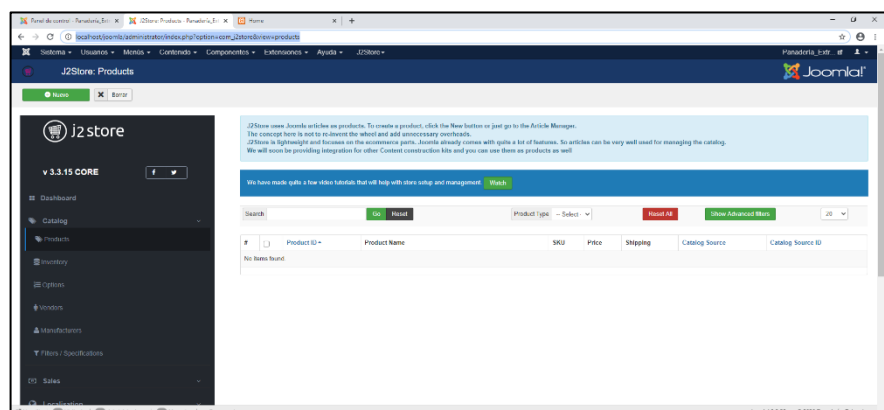 Panel de control - Panadería_Ext
J2Store: Products - Panadería_Ext
Home
localhost/joomla/administrator/index.php?option=com_j2store&view=products
Sistema Usuarios Menús Contenido Componentes Extensiones Ayuda J2Store
Panadería_Extr...
J2Store: Products
Joomla!
Nuevo
Borrar
j2 store
v 3.3.15 CORE
Dashboard
Catalog
Products
Inventory
Options
Vendors
Manufacturers
Filters / Specifications
Sales
Localisation
J2Store uses Joomla articles as products. To create a product, click the New button or just go to the Article Manager.
The concept here is not to re-invent the wheel and add unnecessary overheads.
J2Store is lightweight and focuses on the ecommerce parts. Joomla already comes with quite a lot of features. So articles can be very well used for managing the catalog.
We will soon be providing integration for other Content construction kits and you can use them as products as well
We have made quite a few video tutorials that will help with store setup and management Watch
Search Go Reset Product Type -- Select - Reset All Show Advanced filters 20
# Product ID Product Name SKU Price Shipping Catalog Source Catalog Source ID
No items found.